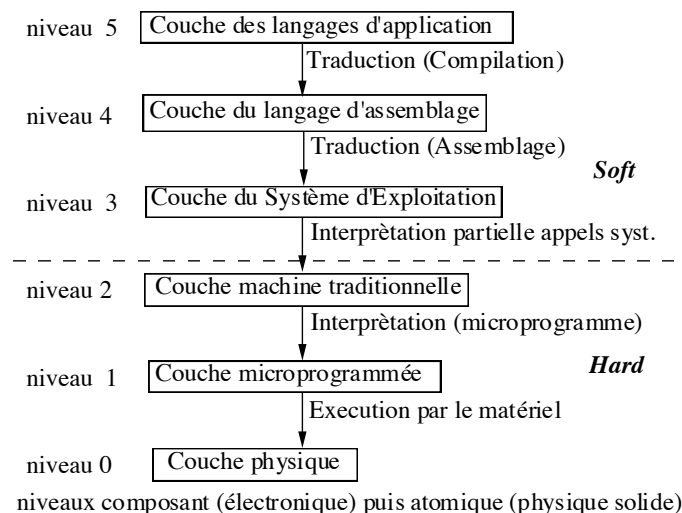 niveau 5 Couche des langages d'application
Traduction (Compilation)
niveau 4 Couche du langage d'assemblage
Traduction (Assemblage)
Soft
niveau 3 Couche du Système d'Exploitation
Interprètation partielle appels syst.
niveau 2 Couche machine traditionnelle
Interprètation (microprogramme)
Hard
niveau 1 Couche microprogrammée
Execution par le matériel
niveau 0 Couche physique
niveaux composant (électronique) puis atomique (physique solide)